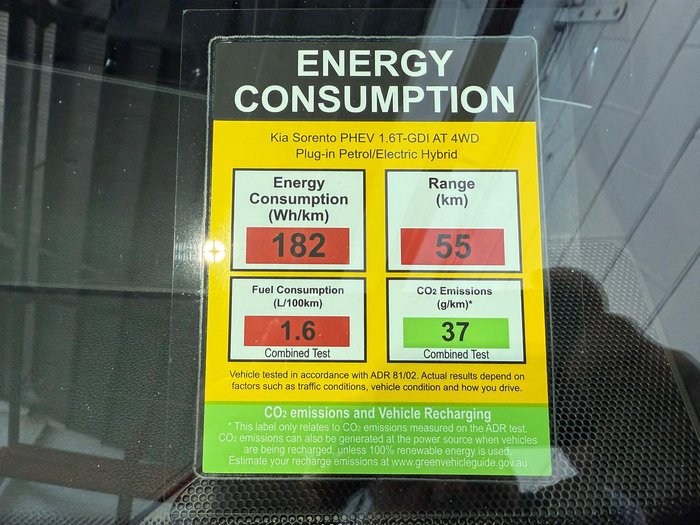 ENERGY
CONSUMPTION
Kia Sorento PHEV 1.6T-GDI AT 4WD
Plug-in Petrol/Electric Hybrid
Energy
Consumption
(Wh/km)
182
Range
(km)
55
Fuel Consumption
(L/100km)
1.6
Combined Test
CO₂ Emissions
(g/km)*
37
Combined Test
Vehicle tested in accordance with ADR 81/02. Actual results depend on
factors such as traffic conditions, vehicle condition and how you drive.
CO₂ emissions and Vehicle Recharging
* This label only relates to CO₂ emissions measured on the ADR test.
CO₂ emissions can also be generated at the power source when vehicles
are being recharged, unless 100% renewable energy is used.
Estimate your recharge emissions at www.greenvehicleguide.gov.au